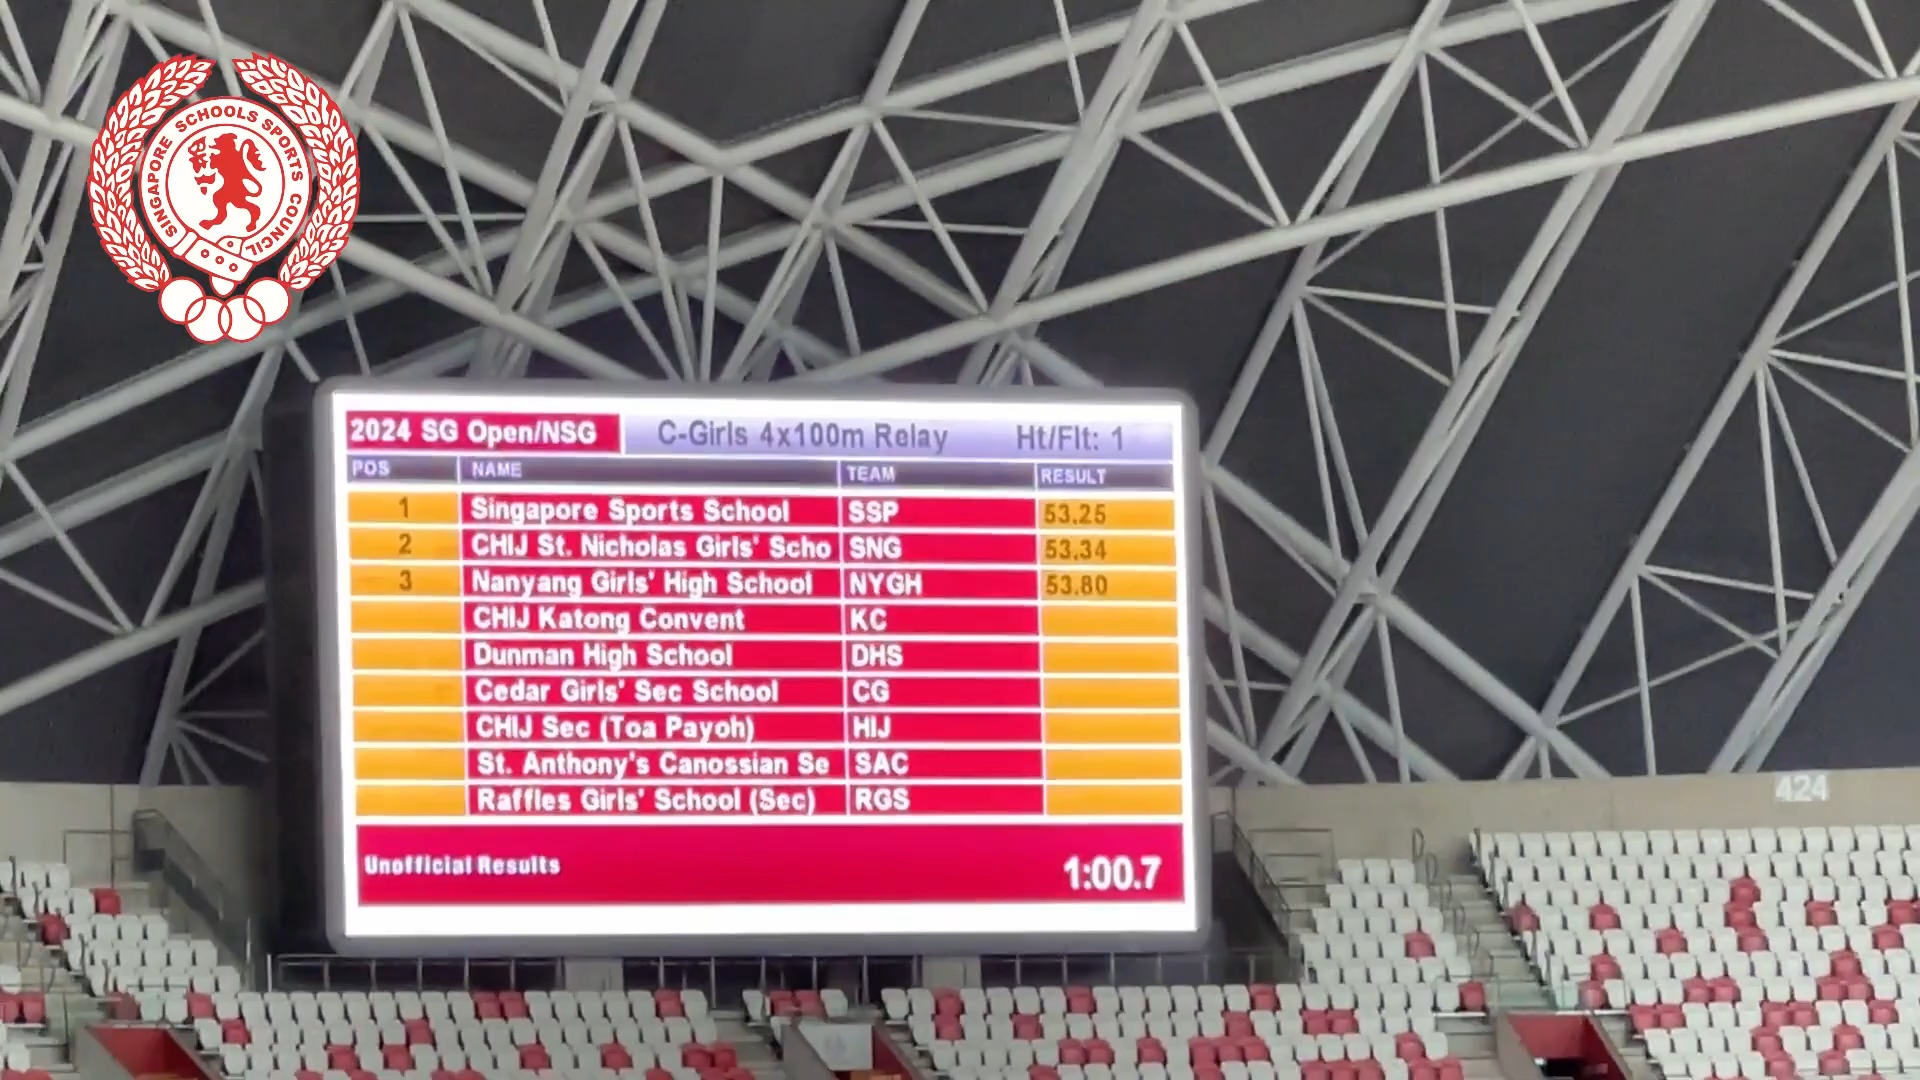 SINGAPORE SCHOOLS SPORTS COUNCIL
2024 SG Open/NSG C-Girls 4x100m Relay Ht/Flt: 1
POS NAME TEAM RESULT
1 Singapore Sports School SSP 53.25
2 CHIJ St. Nicholas Girls' Scho SNG 53.34
3 Nanyang Girls' High School NYGH 53.80
CHIJ Katong Convent KC
Dunman High School DHS
Cedar Girls' Sec School CG
CHIJ Sec (Toa Payoh) HIJ
St. Anthony's Canossian Se SAC
Raffles Girls' School (Sec) RGS
Unofficial Results 1:00.7
424